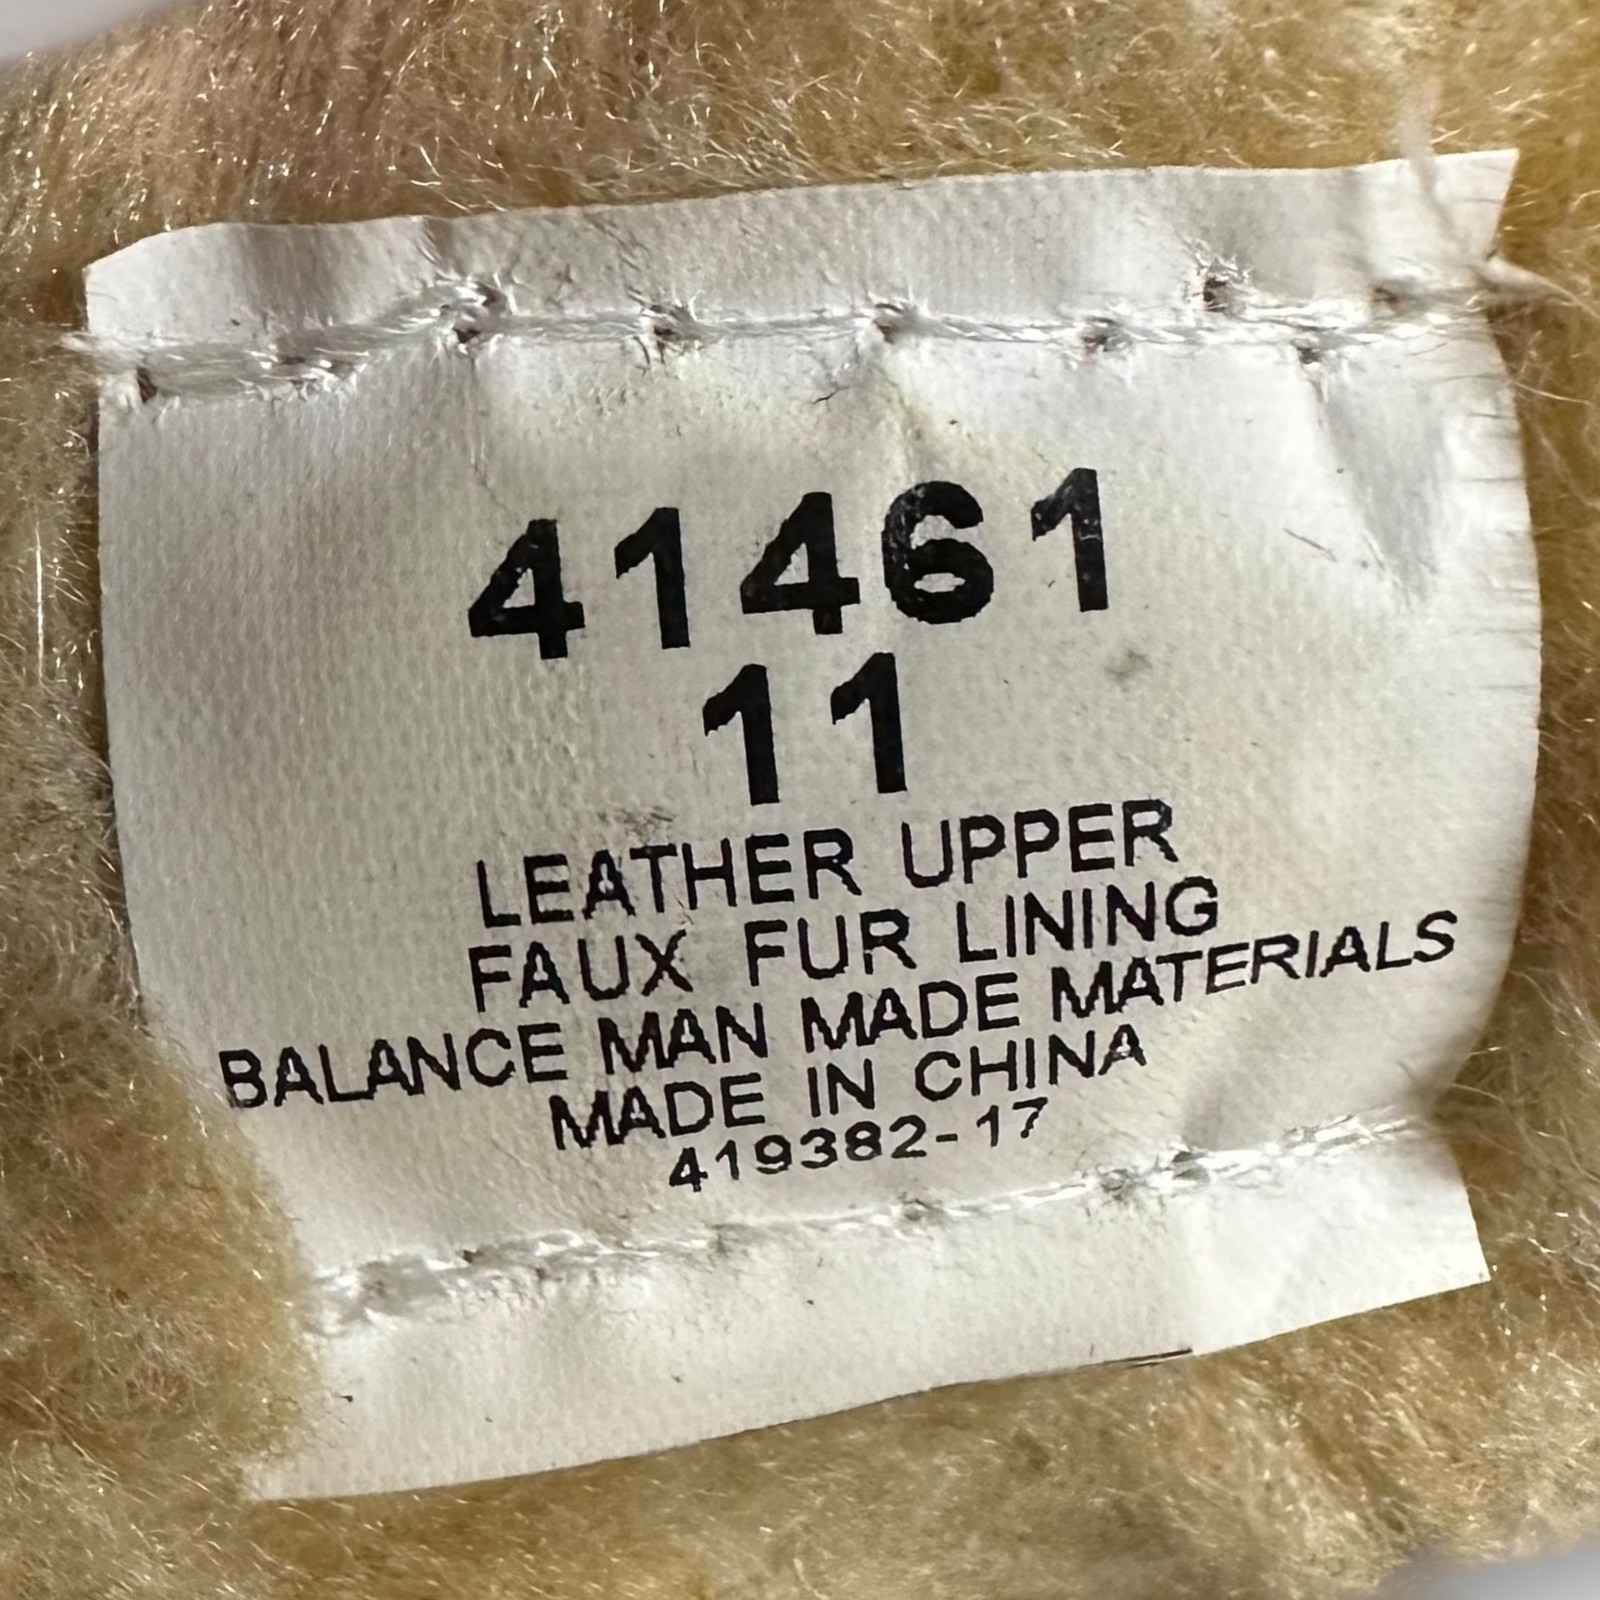 41461
11
LEATHER UPPER
FAUX FUR LINING
BALANCE MAN MADE MATERIALS
MADE IN CHINA
419382-17